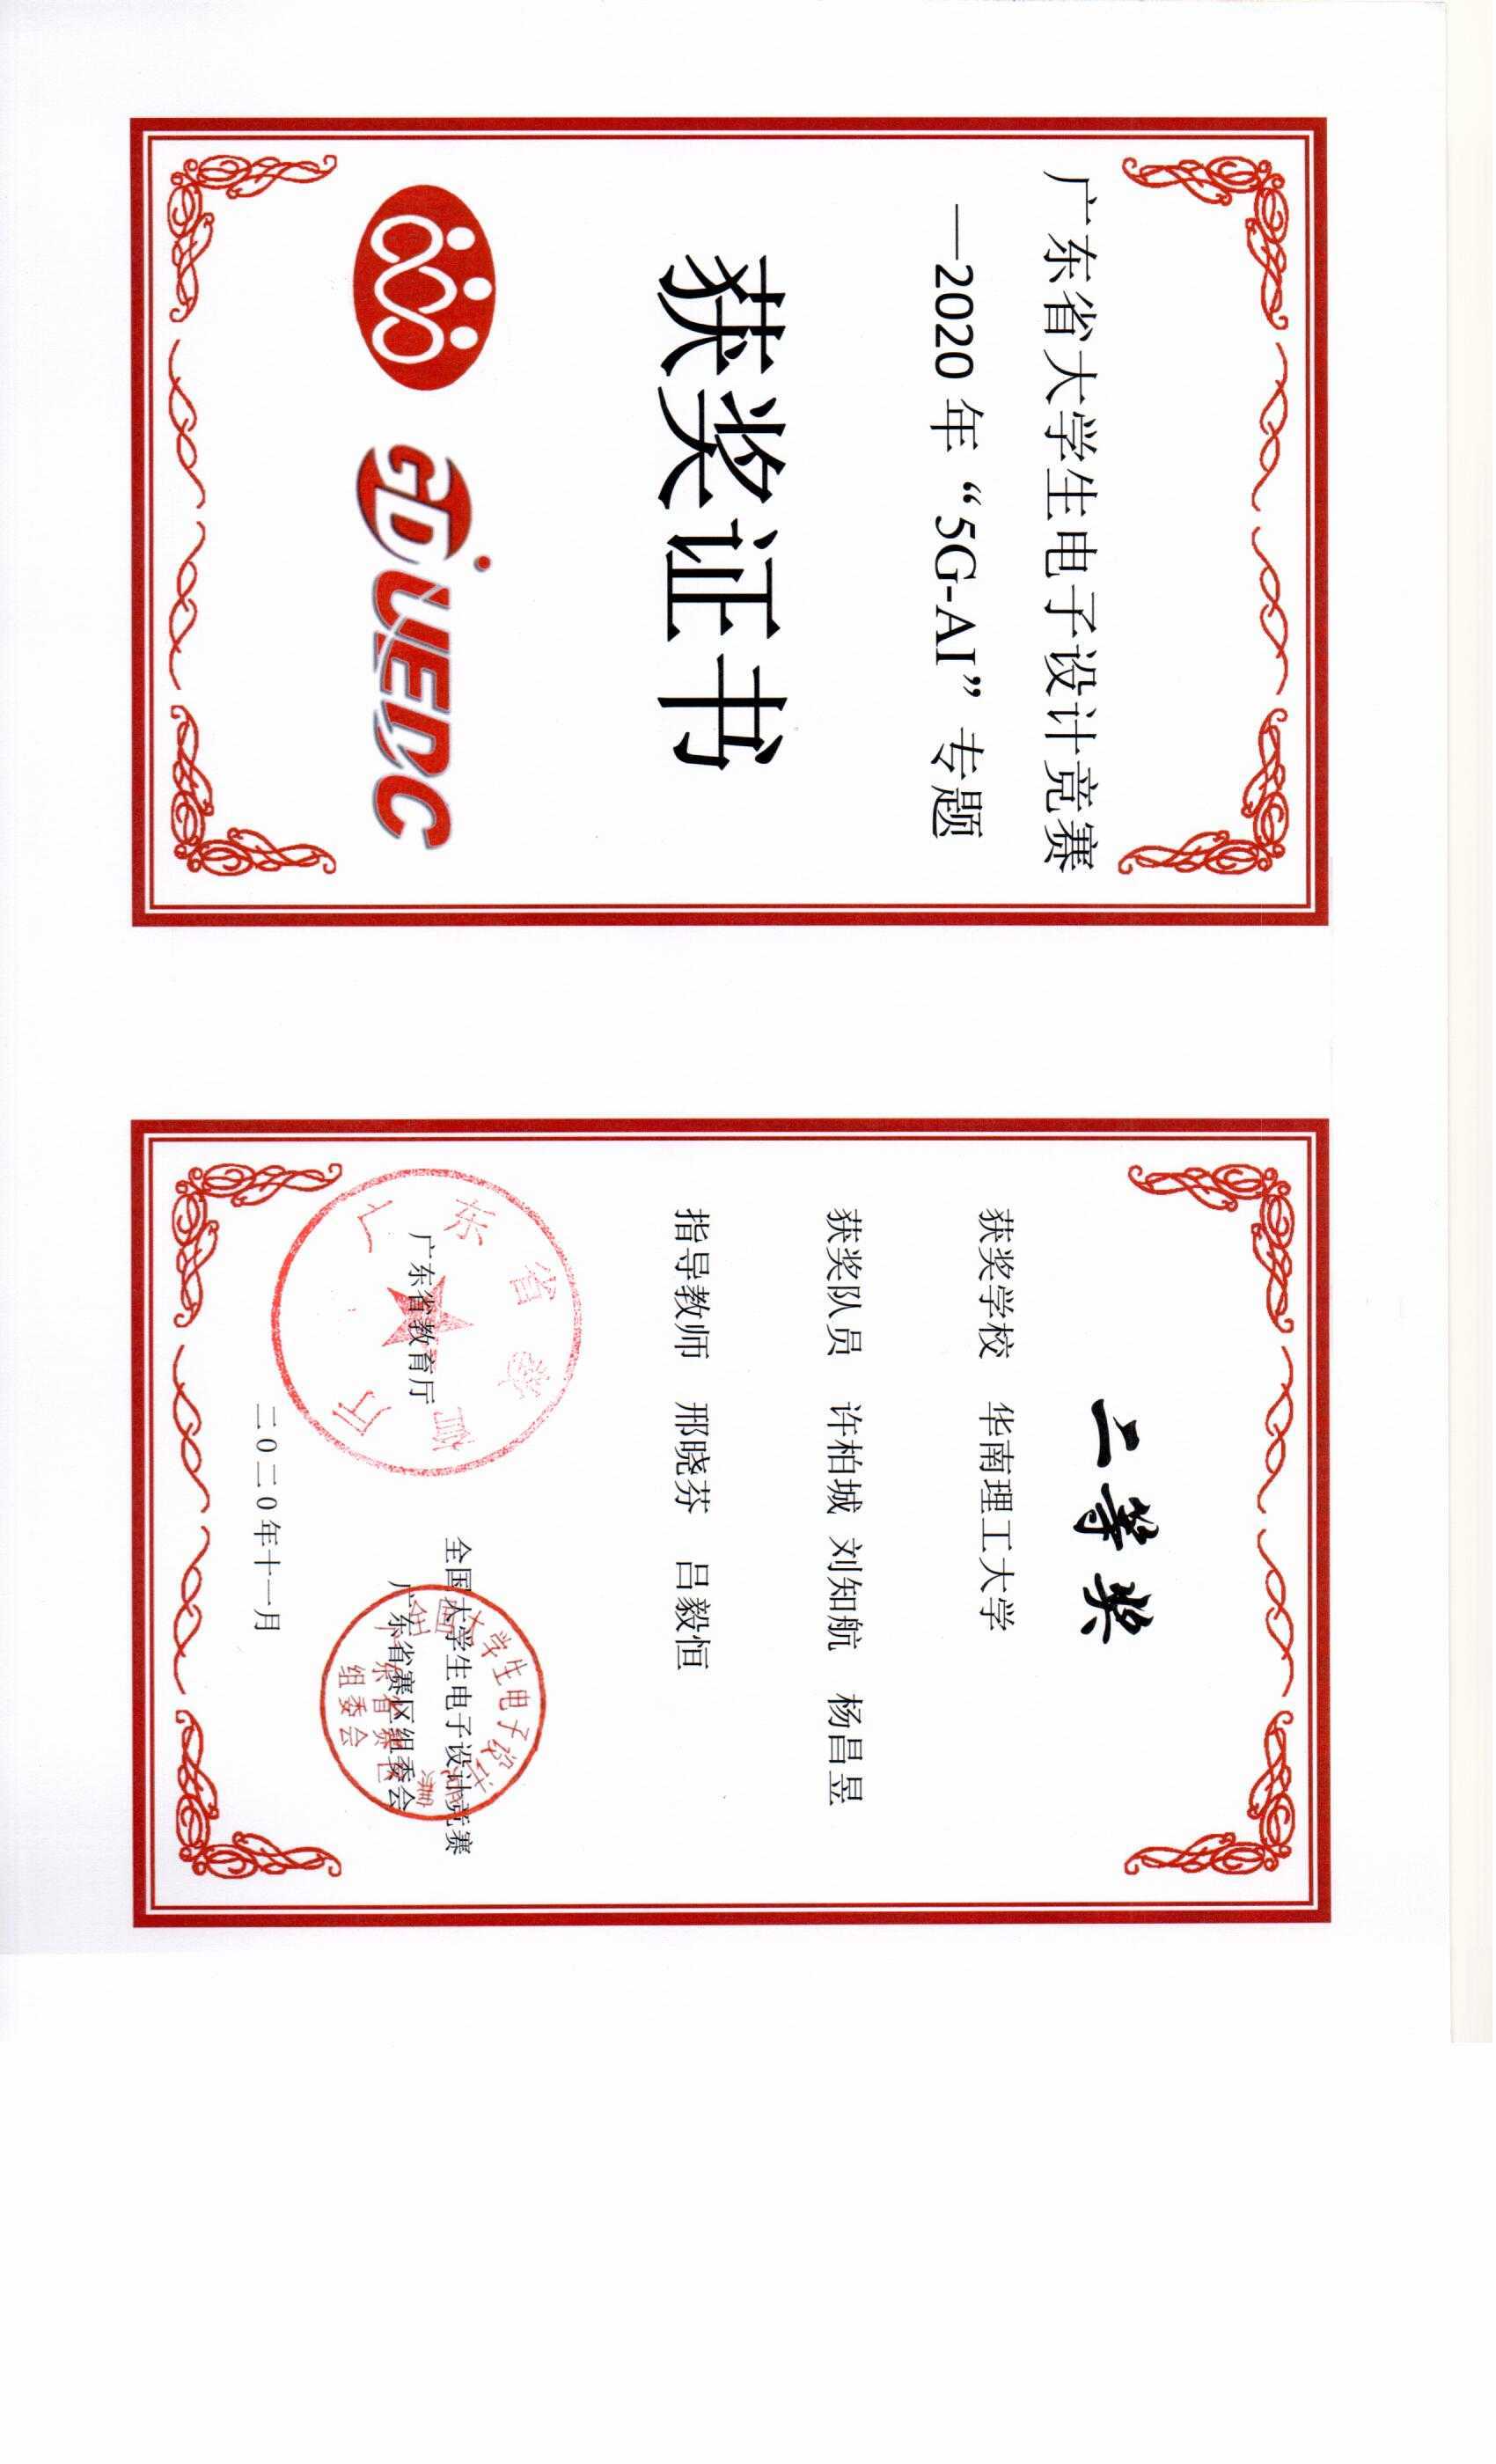 广东省大学生电子设计竞赛
—2020 年“5G-AI”专题
获奖证书
GDUEDC
二等奖
获奖学校 华南理工大学
获奖队员 许柏城 刘知航 杨昌昱
指导教师 邢晓芬 吕毅恒
广东省教育厅
广东省教育厅
全国大学生电子设计竞赛
广东省赛区组委会
全国大学生电子设计竞赛
广东省赛区
组委会
二0二0年十一月